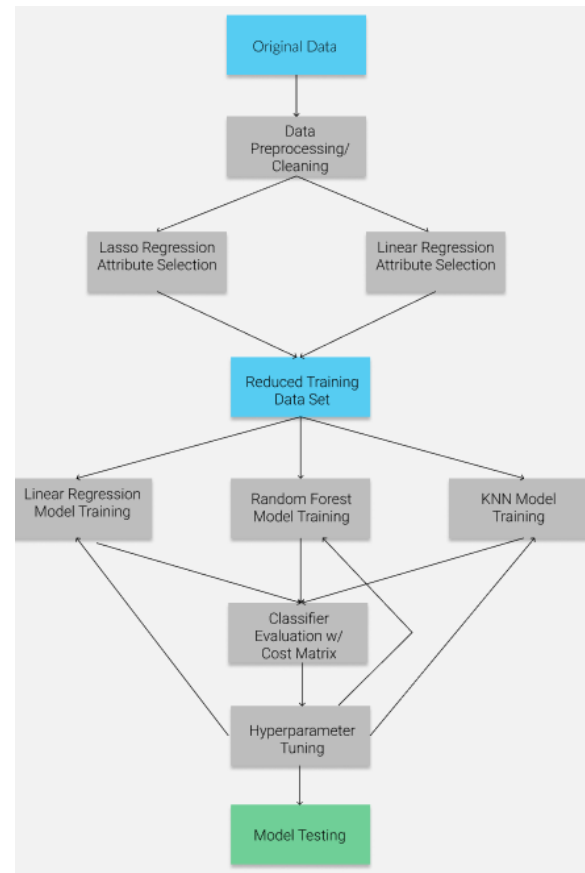 Original Data
Data
Preprocessing/
Cleaning
Lasso Regression
Attribute Selection
Linear Regression
Attribute Selection
Reduced Training
Data Set
Linear Regression
Model Training
Random Forest
Model Training
KNN Model
Training
Classifier
Evaluation w/
Cost Matrix
Hyperparameter
Tuning
Model Testing